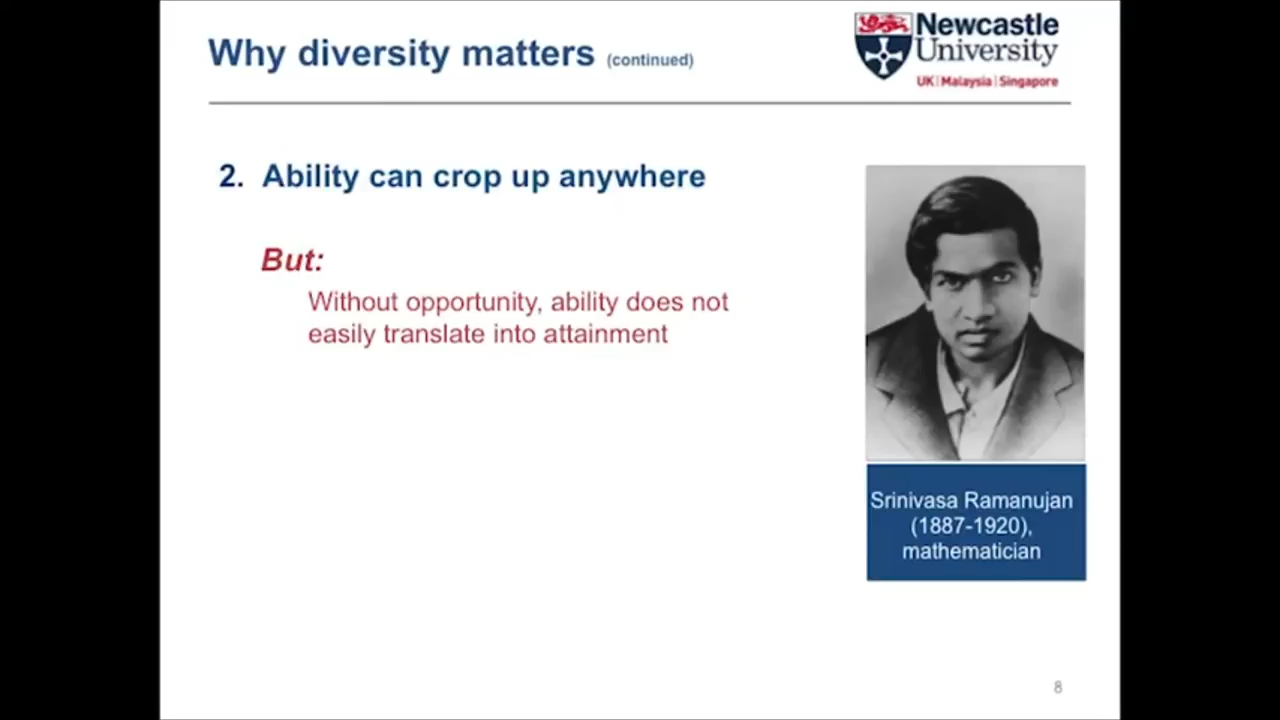 Why diversity matters (continued)
Newcastle
University
UK | Malaysia | Singapore
2. Ability can crop up anywhere
But:
Without opportunity, ability does not
easily translate into attainment
Srinivasa Ramanujan
(1887-1920),
mathematician
8